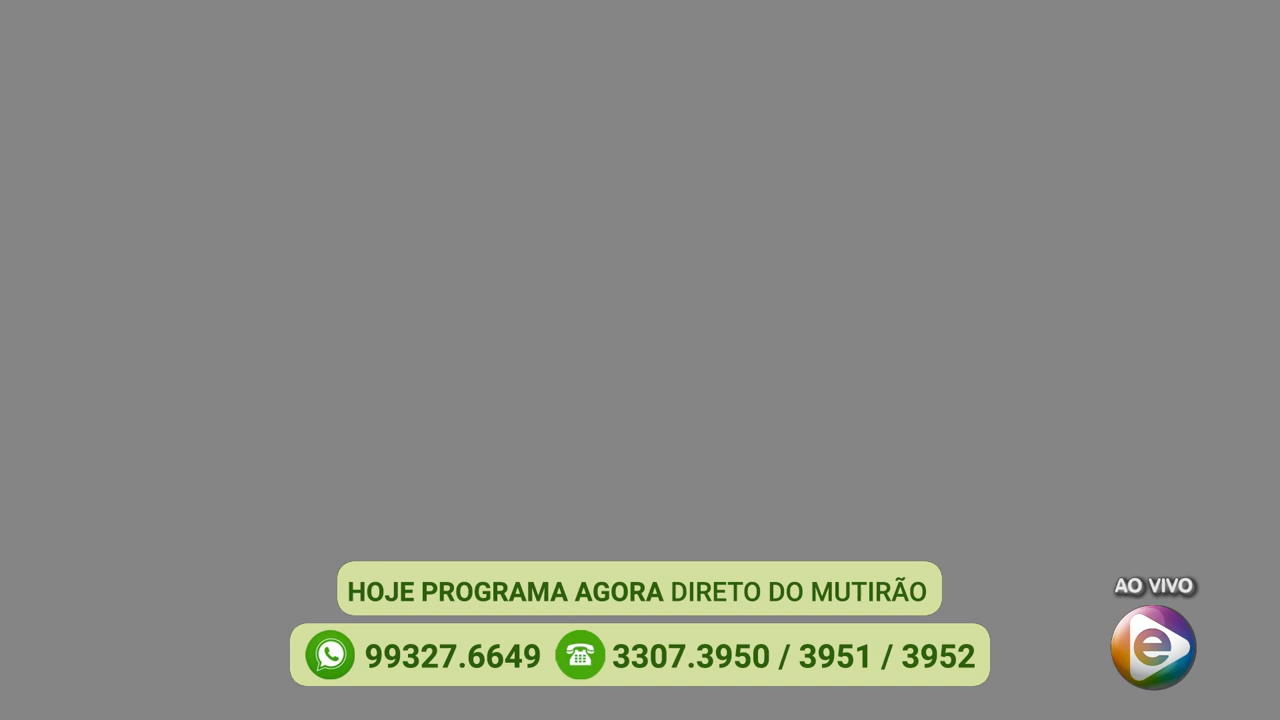 HOJE PROGRAMA AGORA DIRETO DO MUTIRÃO
99327.6649 3307.3950 / 3951 / 3952
AO VIVO
e